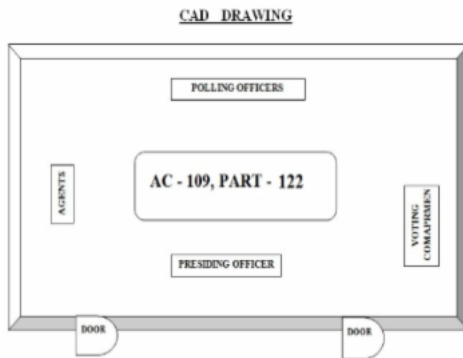 CAD DRAWING
POLLING OFFICERS
AGENTS
AC - 109, PART - 122
VOTING
COMAPRMEN
PRESIDING OFFICER
DOOR
DOOR